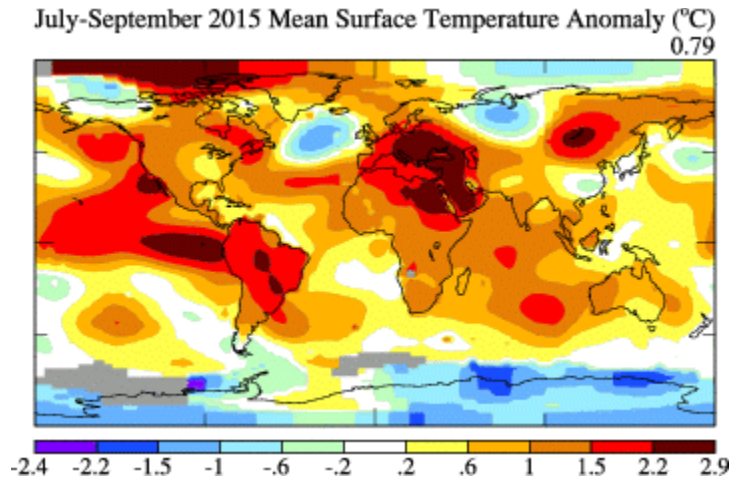 July-September 2015 Mean Surface Temperature Anomaly (°C)
0.79
-2.4 -2.2 -1.5 -1 -.6 -.2 .2 .6 1 1.5 2.2 2.9